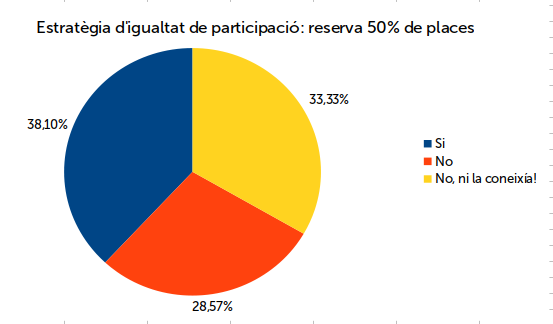 Estratègia d'igualtat de participació: reserva 50% de places
33,33%
38,10%
28,57%
Si
No
No, ni la coneixía!